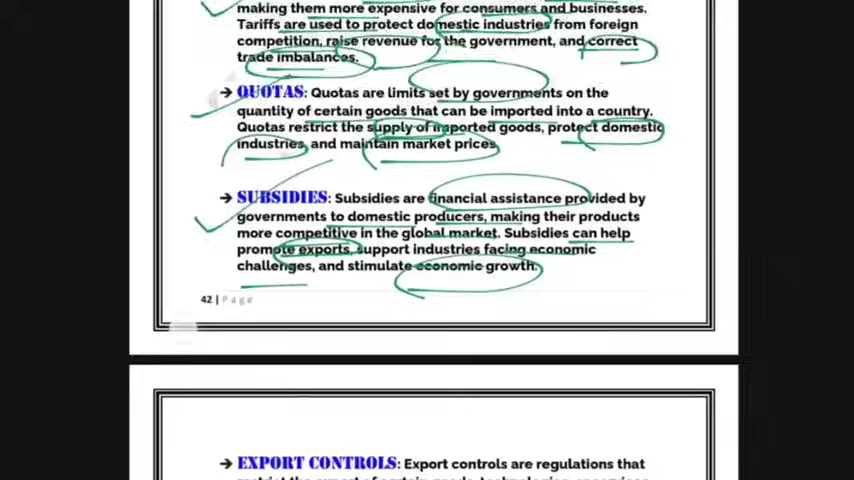 making them more expensive for consumers and businesses.
Tariffs are used to protect domestic industries from foreign
competition, raise revenue for the government, and correct
trade imbalances.
→ QUOTAS: Quotas are limits set by governments on the
quantity of certain goods that can be imported into a country.
Quotas restrict the supply of imported goods, protect domestic
industries, and maintain market prices.
→ SUBSIDIES: Subsidies are financial assistance provided by
governments to domestic producers, making their products
more competitive in the global market. Subsidies can help
promote exports, support industries facing economic
challenges, and stimulate economic growth.
42 | Page
→ EXPORT CONTROLS: Export controls are regulations that